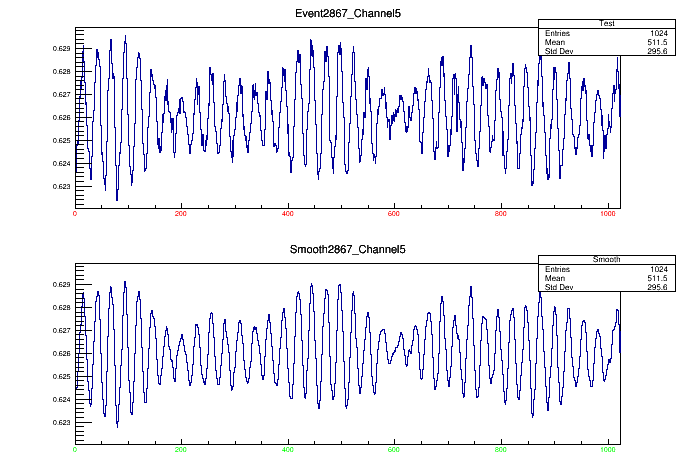 Event2867_Channel5
Test
Entries 1024
Mean 511.5
Std Dev 295.6
0.629
0.628
0.627
0.626
0.625
0.624
0.623
0 200 400 600 800 1000
Smooth2867_Channel5
Smooth
Entries 1024
Mean 511.5
Std Dev 295.6
0.629
0.628
0.627
0.626
0.625
0.624
0.623
0.622
0 200 400 600 800 1000